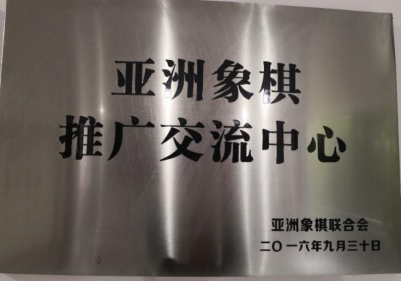 亚洲象棋
推广交流中心
亚洲象棋联合会
二〇一六年九月三十日